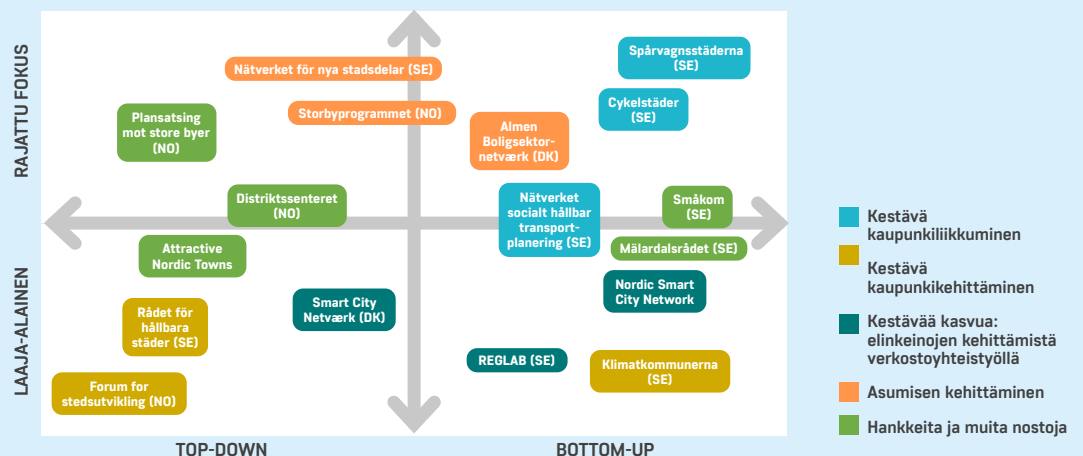 RAJATTU FOKUS
LAAJA-ALAINEN
Nätverket för nya stadsdelar (SE)
Storbyprogrammet (NO)
Plansatsing
mot store byer
(NO)
Distriktssenteret
(NO)
Attractive
Nordic Towns
Rådet för
hållbara
städer (SE)
Smart City
Netværk (DK)
Forum for
stedsutvikling (NO)
Spårvagnsstäderna
(SE)
Cykelstäder
(SE)
Almen
Boligsektor-
netværk (DK)
Nätverket
socialt hållbar
transport-
planering (SE)
Småkom
(SE)
Mälardalsrådet (SE)
Nordic Smart
City Network
REGLAB (SE)
Klimatkommunerna
(SE)
TOP-DOWN
BOTTOM-UP
Kestävä
kaupunkiliikkuminen
Kestävä
kaupunkikehittäminen
Kestävää kasvua:
elinkeinojen kehittämistä
verkostoyhteistyöllä
Asumisen kehittäminen
Hankkeita ja muita nostoja